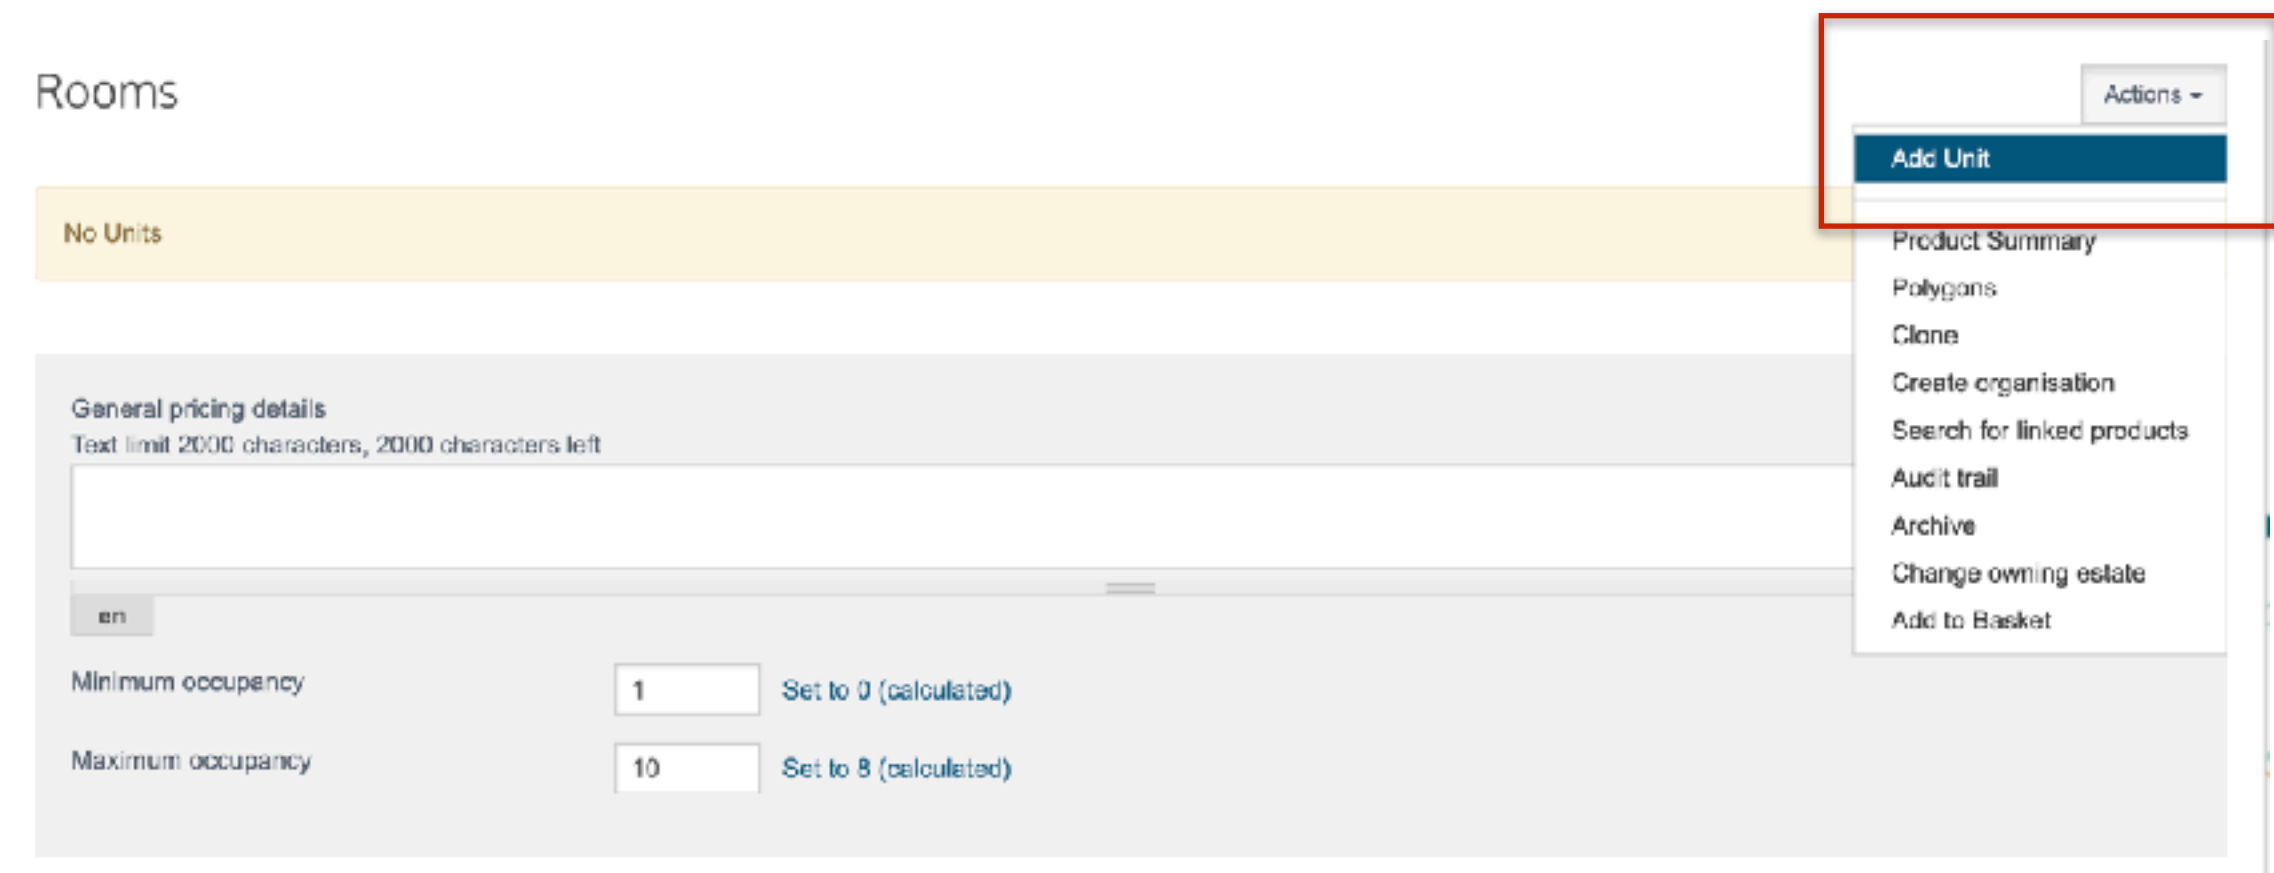 Rooms
Actions
Add Unit
No Units
Product Summary
Polygons
Clone
Create organisation
Search for linked products
Audit trail
Archive
Change owning estate
Add to Basket
General pricing details
Text limit 2000 characters, 2000 characters left
en
Minimum occupancy
1
Set to 0 (calculated)
Maximum occupancy
10
Set to 8 (calculated)